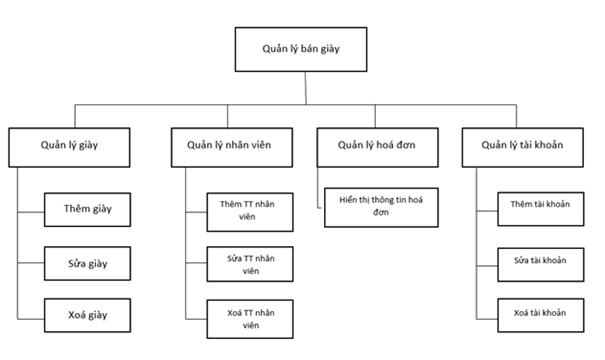 Quản lý bán giày
Quản lý giày
Quản lý nhân viên
Quản lý hoá đơn
Quản lý tài khoản
Thêm giày
Thêm TT nhân
viên
Hiển thị thông tin hoá
đơn
Thêm tài khoản
Sửa giày
Sửa TT nhân
viên
Sửa tài khoản
Xoá giày
Xoá TT nhân
viên
Xoá tài khoản